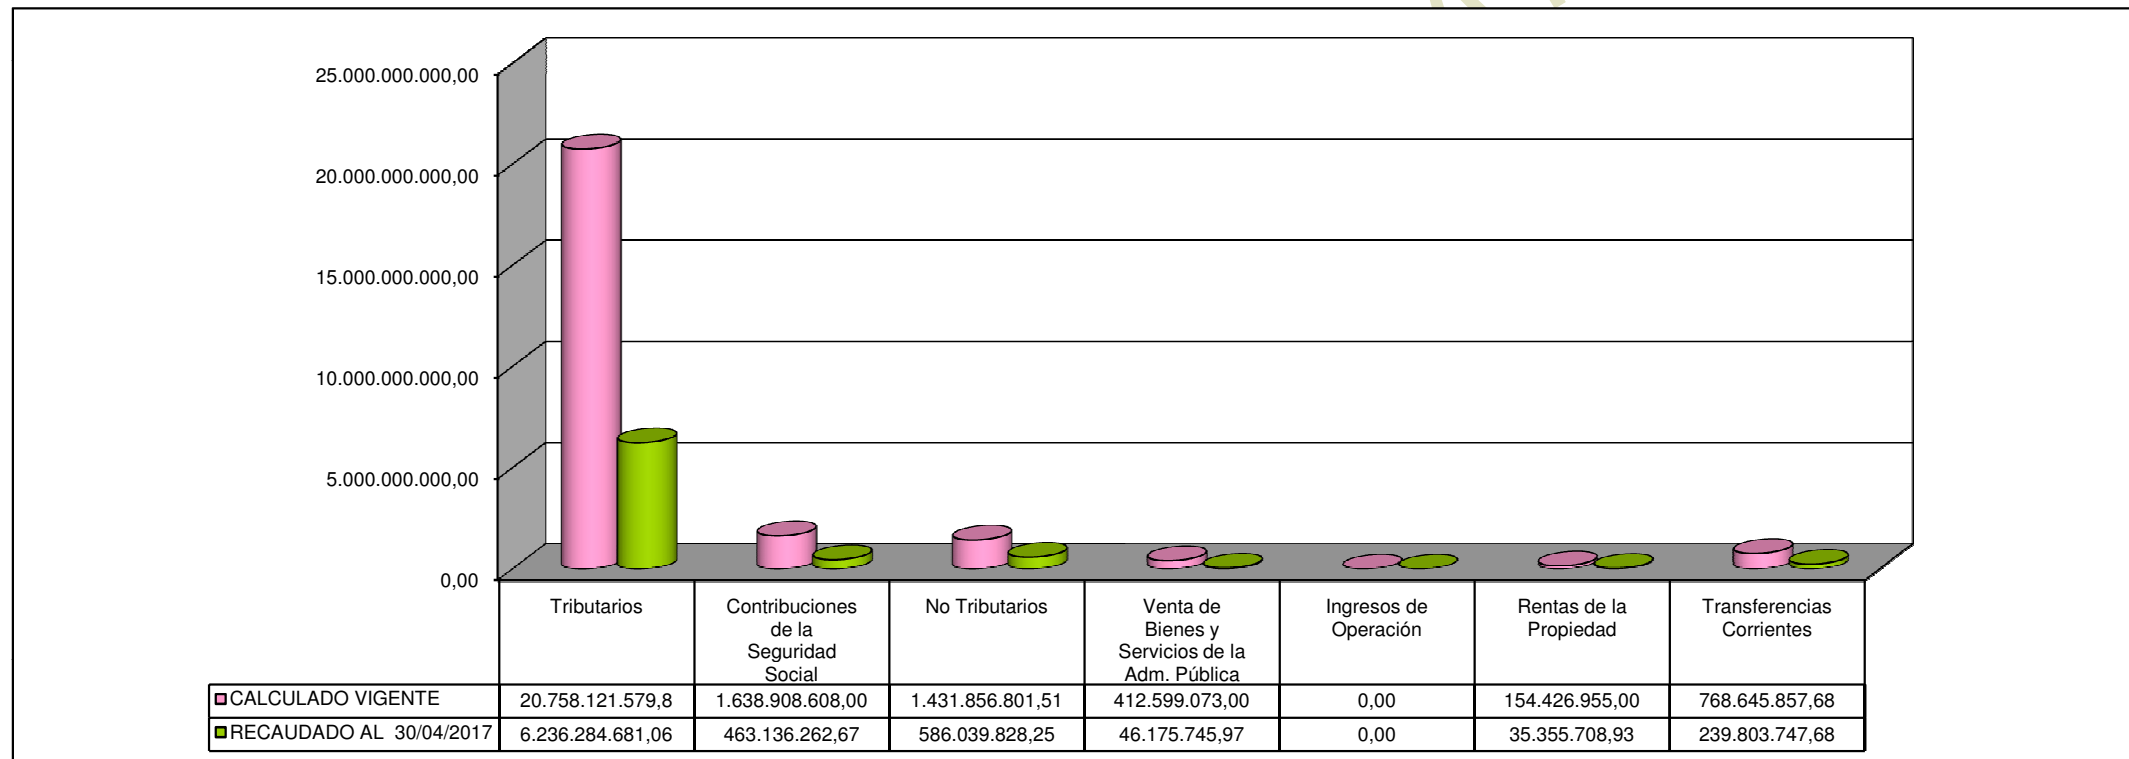 25.000.000.000,00
20.000.000.000,00
15.000.000.000,00
10.000.000.000,00
5.000.000.000,00
0,00
Tributarios
Contribuciones
de la
Seguridad
Social
No Tributarios
Venta de
Bienes y
Servicios de la
Adm. Pública
Ingresos de
Operación
Rentas de la
Propiedad
Transferencias
Corrientes
CALCULADO VIGENTE 20.758.121.579,8 1.638.908.608,00 1.431.856.801,51 412.599.073,00 0,00 154.426.955,00 768.645.857,68
RECAUDADO AL 30/04/2017 6.236.284.681,06 463.136.262,67 586.039.828,25 46.175.745,97 0,00 35.355.708,93 239.803.747,68